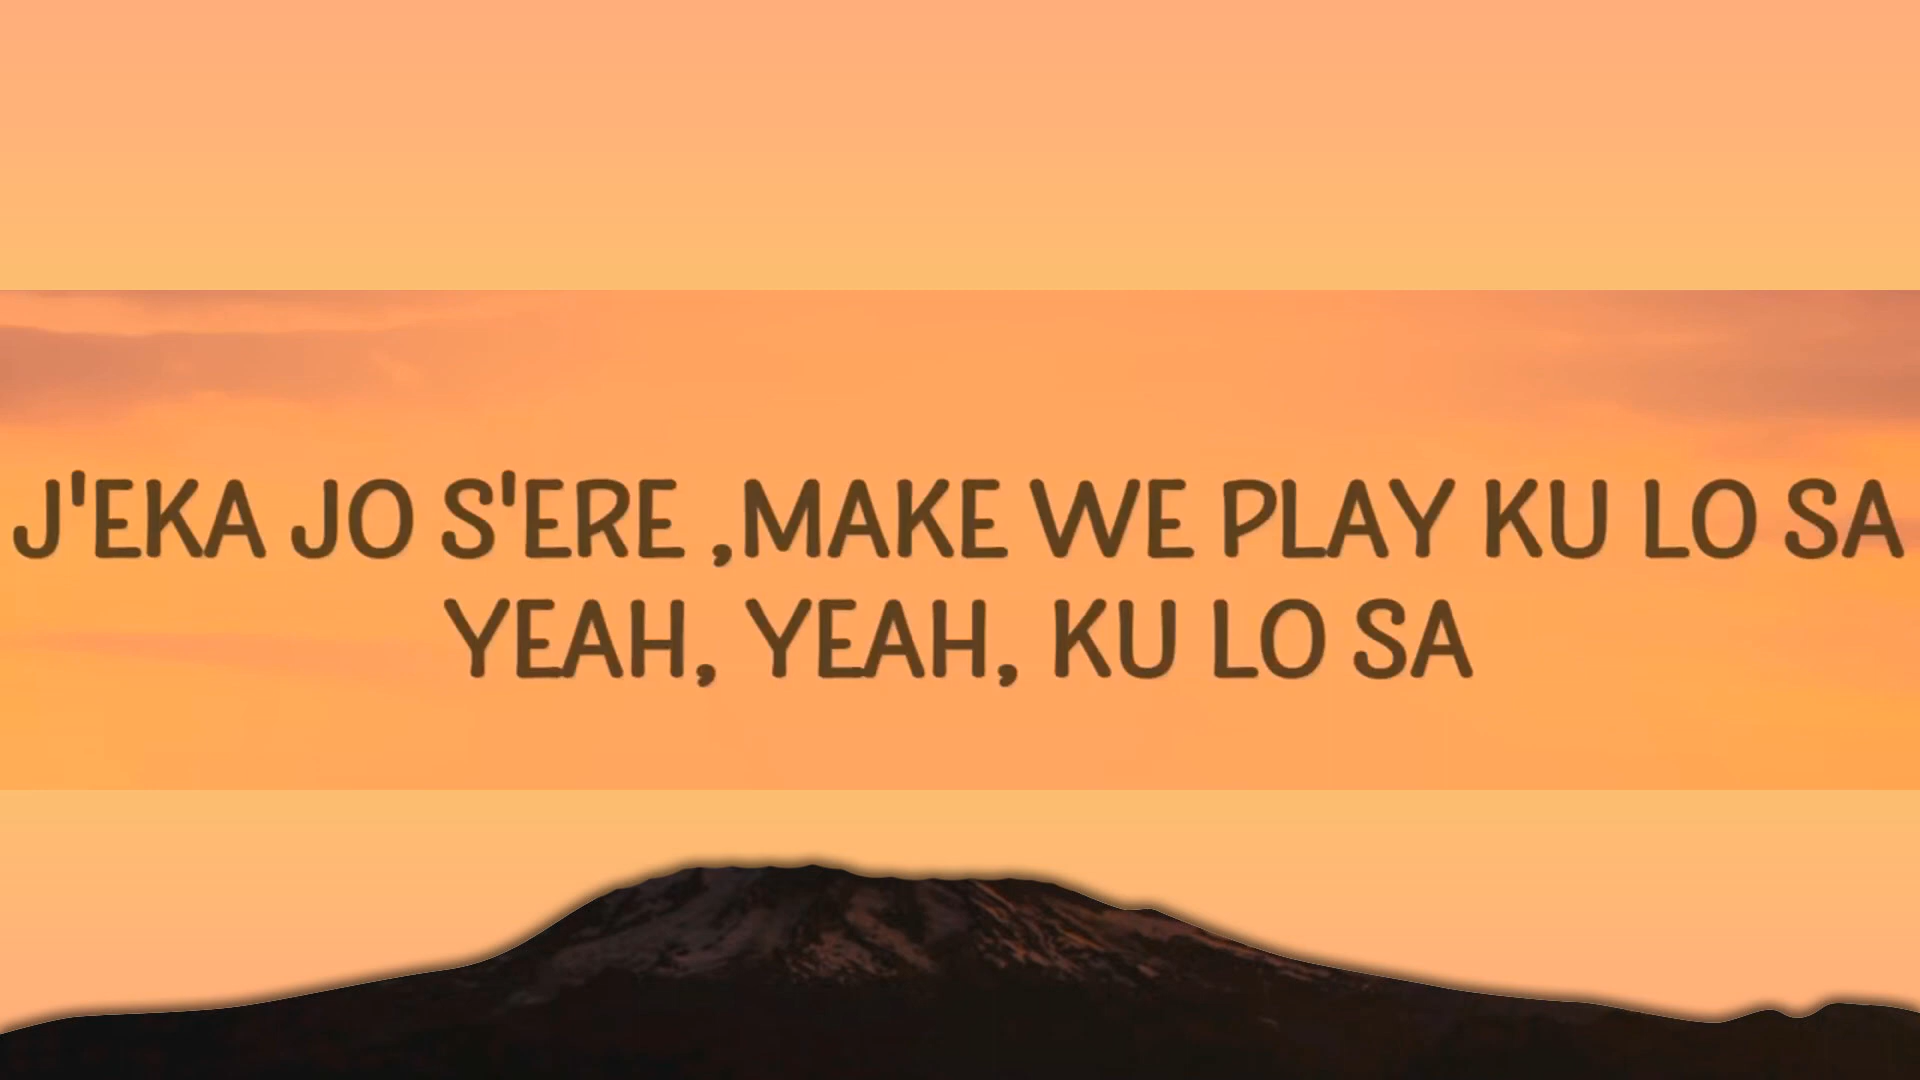 J'EKA JO S'ERE ,MAKE WE PLAY KU LO SA
YEAH, YEAH, KU LO SA